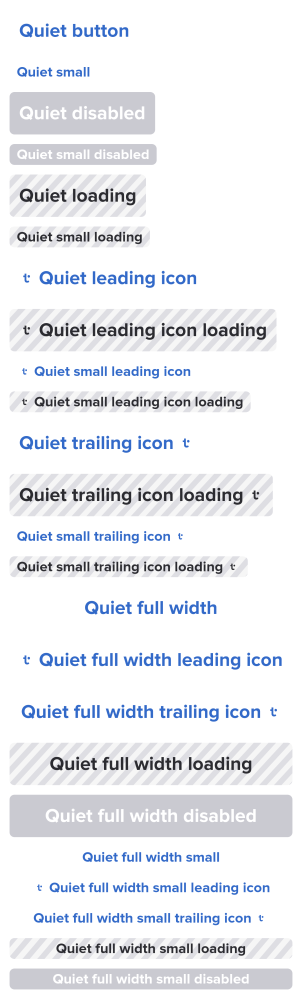 Quiet button
Quiet small
Quiet disabled
Quiet small disabled
Quiet loading
Quiet small loading
Quiet leading icon
Quiet leading icon loading
Quiet small leading icon
Quiet small leading icon loading
Quiet trailing icon
Quiet trailing icon loading
Quiet small trailing icon
Quiet small trailing icon loading
Quiet full width
Quiet full width leading icon
Quiet full width trailing icon
Quiet full width loading
Quiet full width disabled
Quiet full width small
Quiet full width small leading icon
Quiet full width small trailing icon
Quiet full width small loading
Quiet full width small disabled